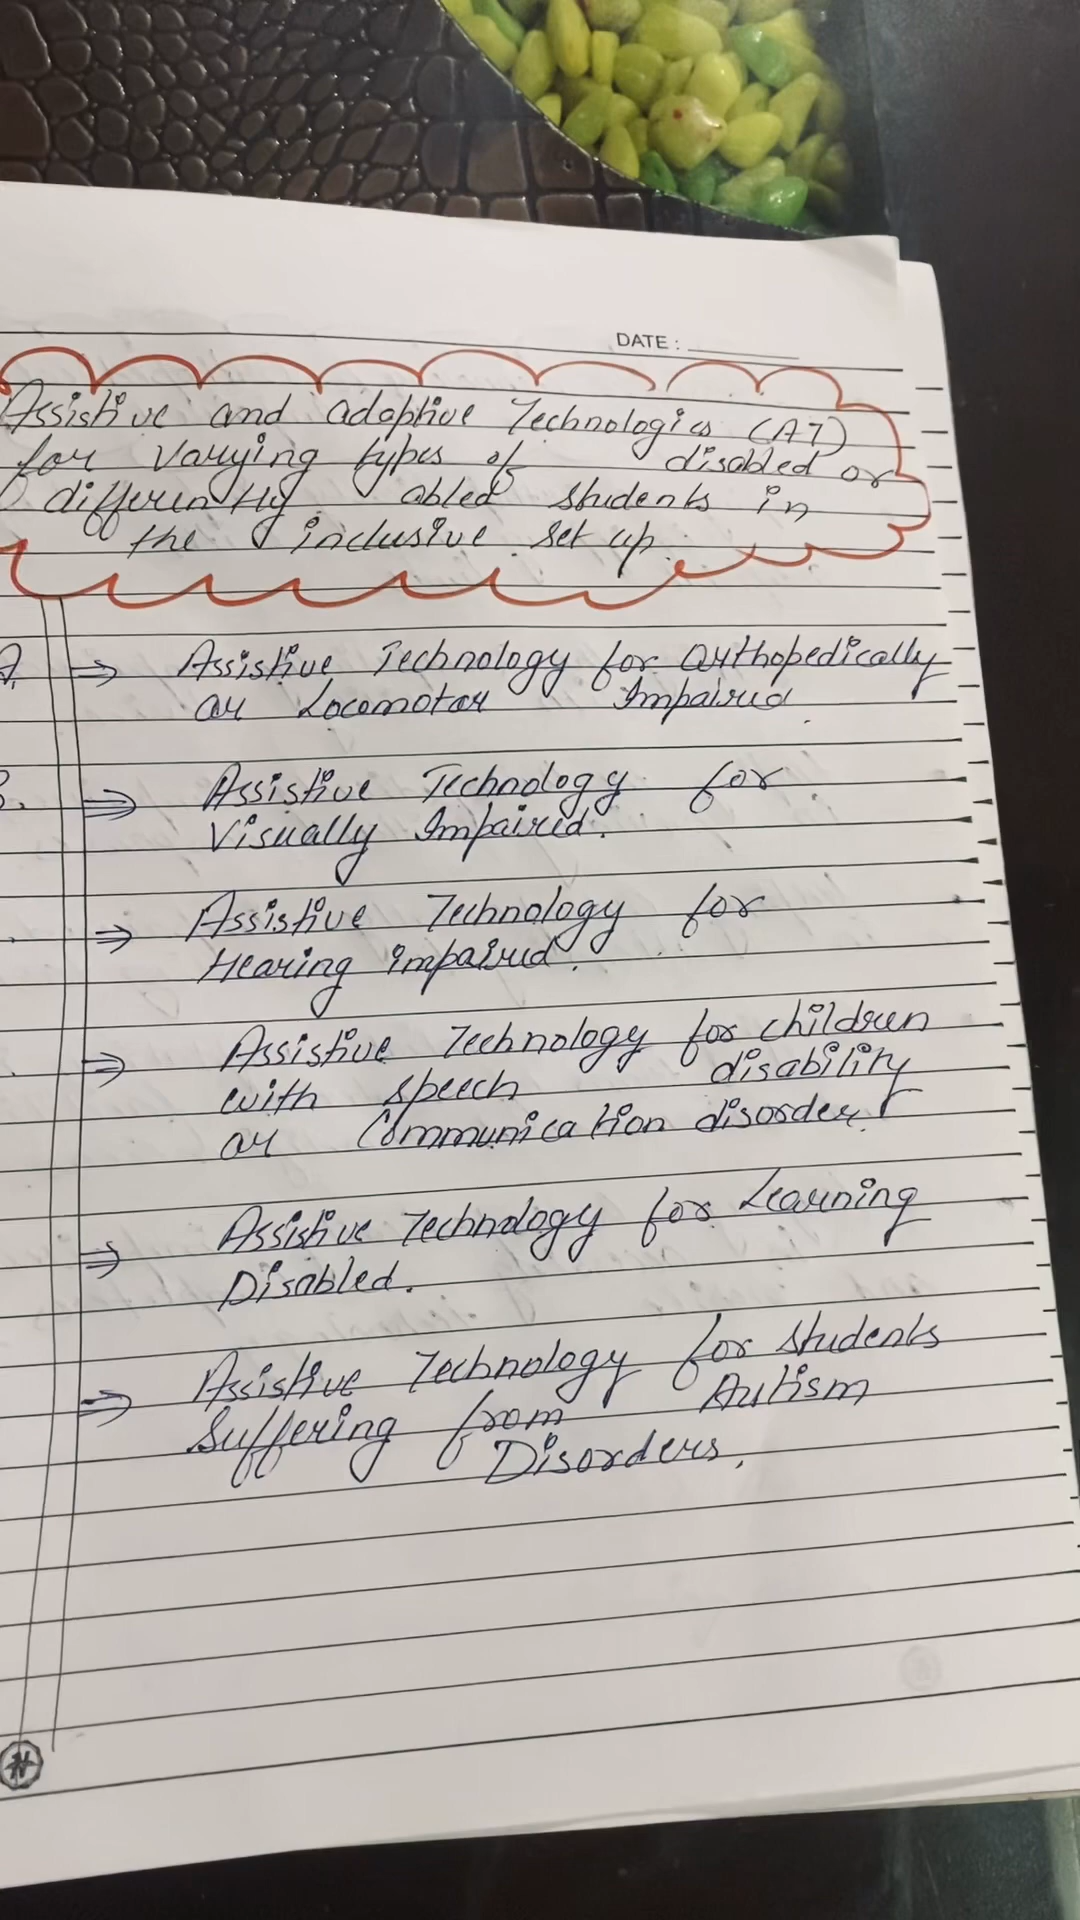 DATE :
Assistive and adoptive Technologies (AT)
for varying types of disabled or
differently abled students in
the inclusive set up.
A. ⇒ Assistive Technology for Orthopedically
or Locomotor Impaired
B. ⇒ Assistive Technology for
Visually Impaired.
⇒ Assistive Technology for
Hearing impaired.
⇒ Assistive Technology for children
with speech disability
or Communication disorder.
⇒ Assistive Technology for Learning
Disabled.
⇒ Assistive Technology for students
Suffering from Autism
Disorders.